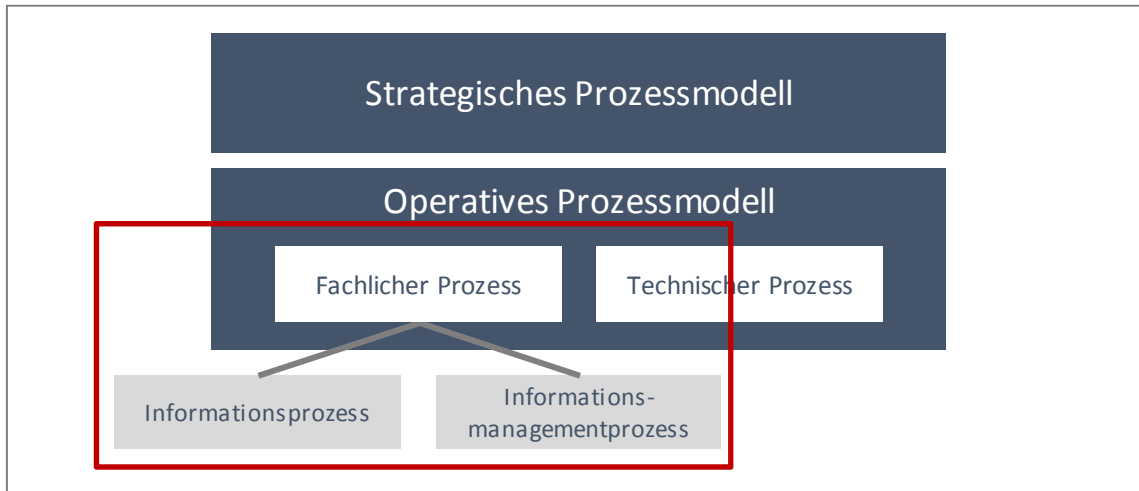 Strategisches Prozessmodell
Operatives Prozessmodell
Fachlicher Prozess
Technischer Prozess
Informationsprozess
Informations-
managementprozess